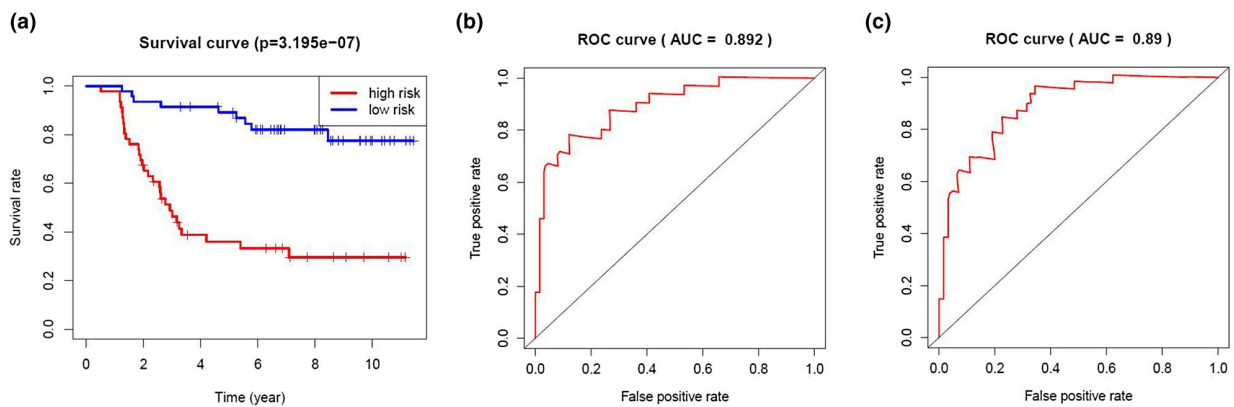 (a)
Survival curve (p=3.195e−07)
high risk
low risk
Survival rate
1.0
0.8
0.6
0.4
0.2
0.0
0 2 4 6 8 10
Time (year)
(b)
ROC curve ( AUC = 0.892 )
True positive rate
1.0
0.8
0.6
0.4
0.2
0.0
0.0 0.2 0.4 0.6 0.8 1.0
False positive rate
(c)
ROC curve ( AUC = 0.89 )
True positive rate
1.0
0.8
0.6
0.4
0.2
0.0
0.0 0.2 0.4 0.6 0.8 1.0
False positive rate